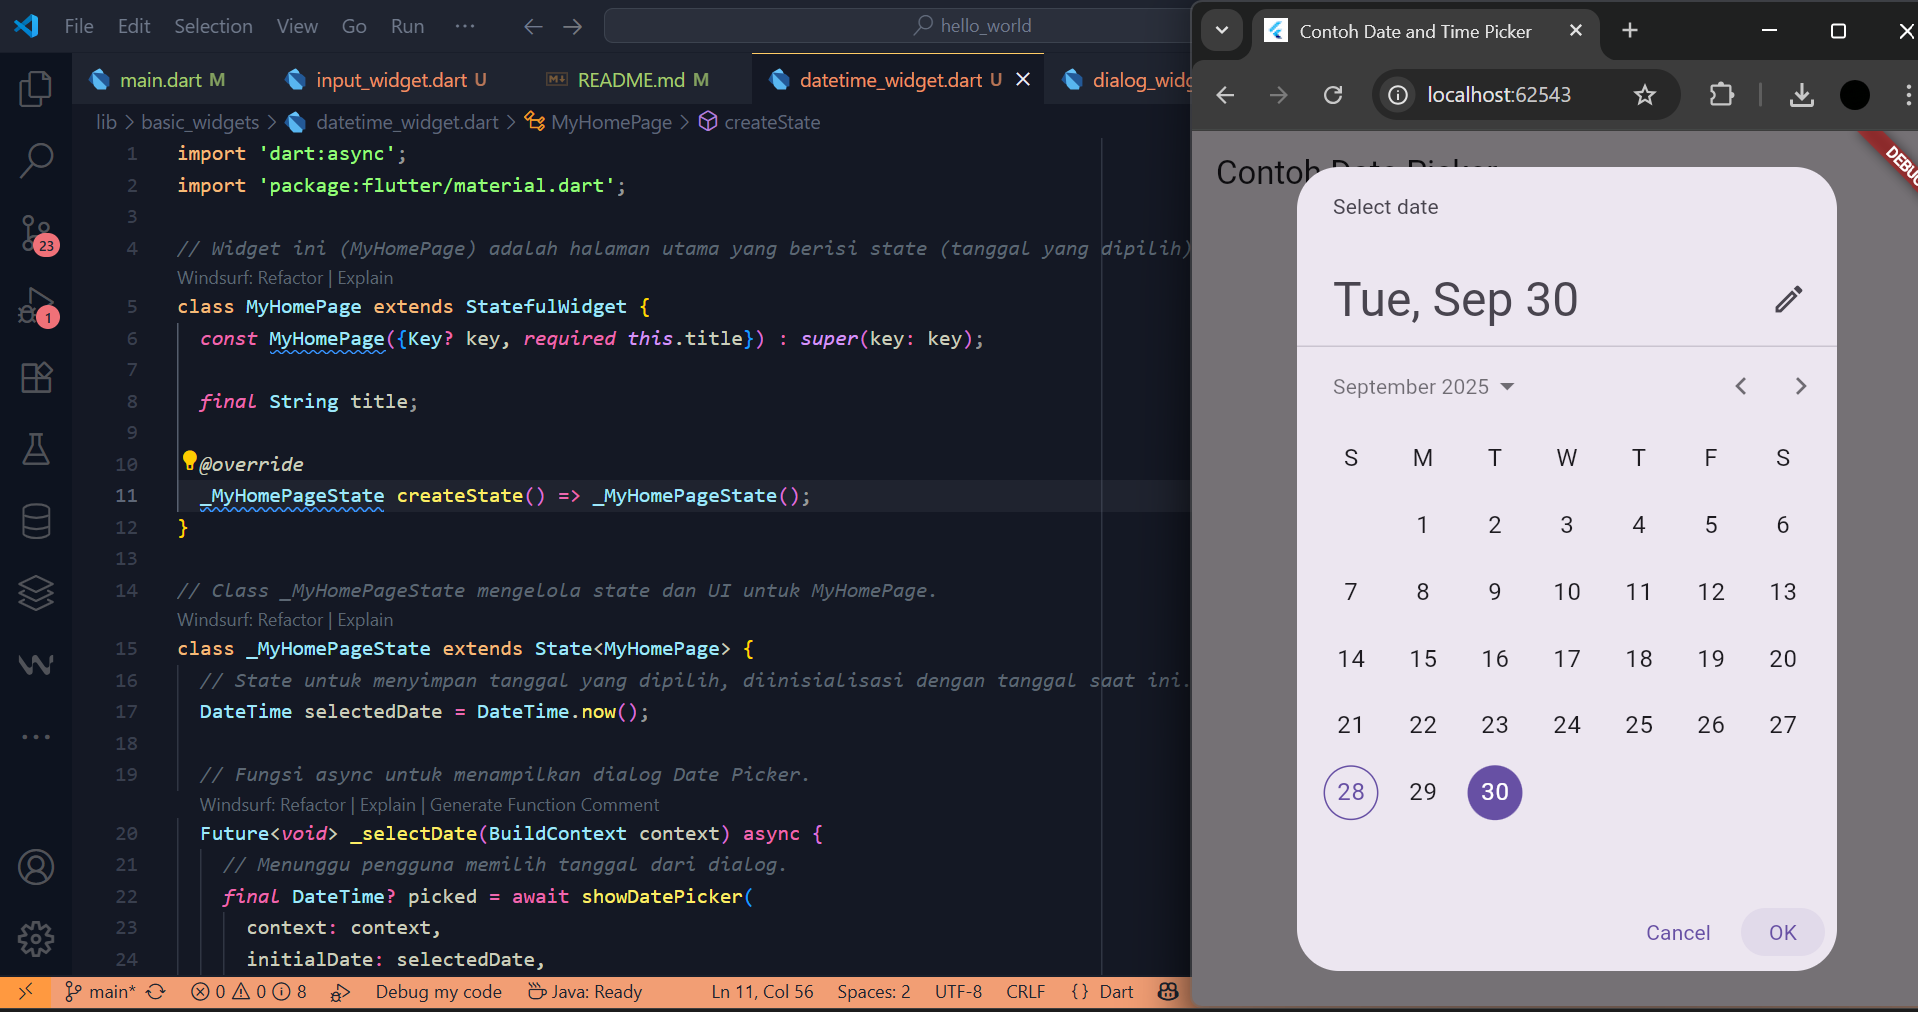 File Edit Selection View Go Run ··· hello_world
main.dart M input_widget.dart U README.md M datetime_widget.dart U dialog_widg
lib > basic_widgets > datetime_widget.dart > MyHomePage > createState
1 import 'dart:async';
2 import 'package:flutter/material.dart';
3
4 // Widget ini (MyHomePage) adalah halaman utama yang berisi state (tanggal yang dipilih)
Windsurf: Refactor | Explain
5 class MyHomePage extends StatefulWidget {
6 const MyHomePage({Key? key, required this.title}) : super(key: key);
7
8 final String title;
9
10 @override
11 _MyHomePageState createState() => _MyHomePageState();
12 }
13
14 // Class _MyHomePageState mengelola state dan UI untuk MyHomePage.
Windsurf: Refactor | Explain
15 class _MyHomePageState extends State<MyHomePage> {
16 // State untuk menyimpan tanggal yang dipilih, diinisialisasi dengan tanggal saat ini.
17 DateTime selectedDate = DateTime.now();
18
19 // Fungsi async untuk menampilkan dialog Date Picker.
Windsurf: Refactor | Explain | Generate Function Comment
20 Future<void> _selectDate(BuildContext context) async {
21 // Menunggu pengguna memilih tanggal dari dialog.
22 final DateTime? picked = await showDatePicker(
23 context: context,
24 initialDate: selectedDate,
23
1
main* 0 0 8 Debug my code Java: Ready Ln 11, Col 56 Spaces: 2 UTF-8 CRLF {} Dart
Contoh Date and Time Picker
localhost:62543
Contoh Date Picker
DEBUG
Select date
Tue, Sep 30
September 2025
S M T W T F S
1 2 3 4 5 6
7 8 9 10 11 12 13
14 15 16 17 18 19 20
21 22 23 24 25 26 27
28 29 30
Cancel OK